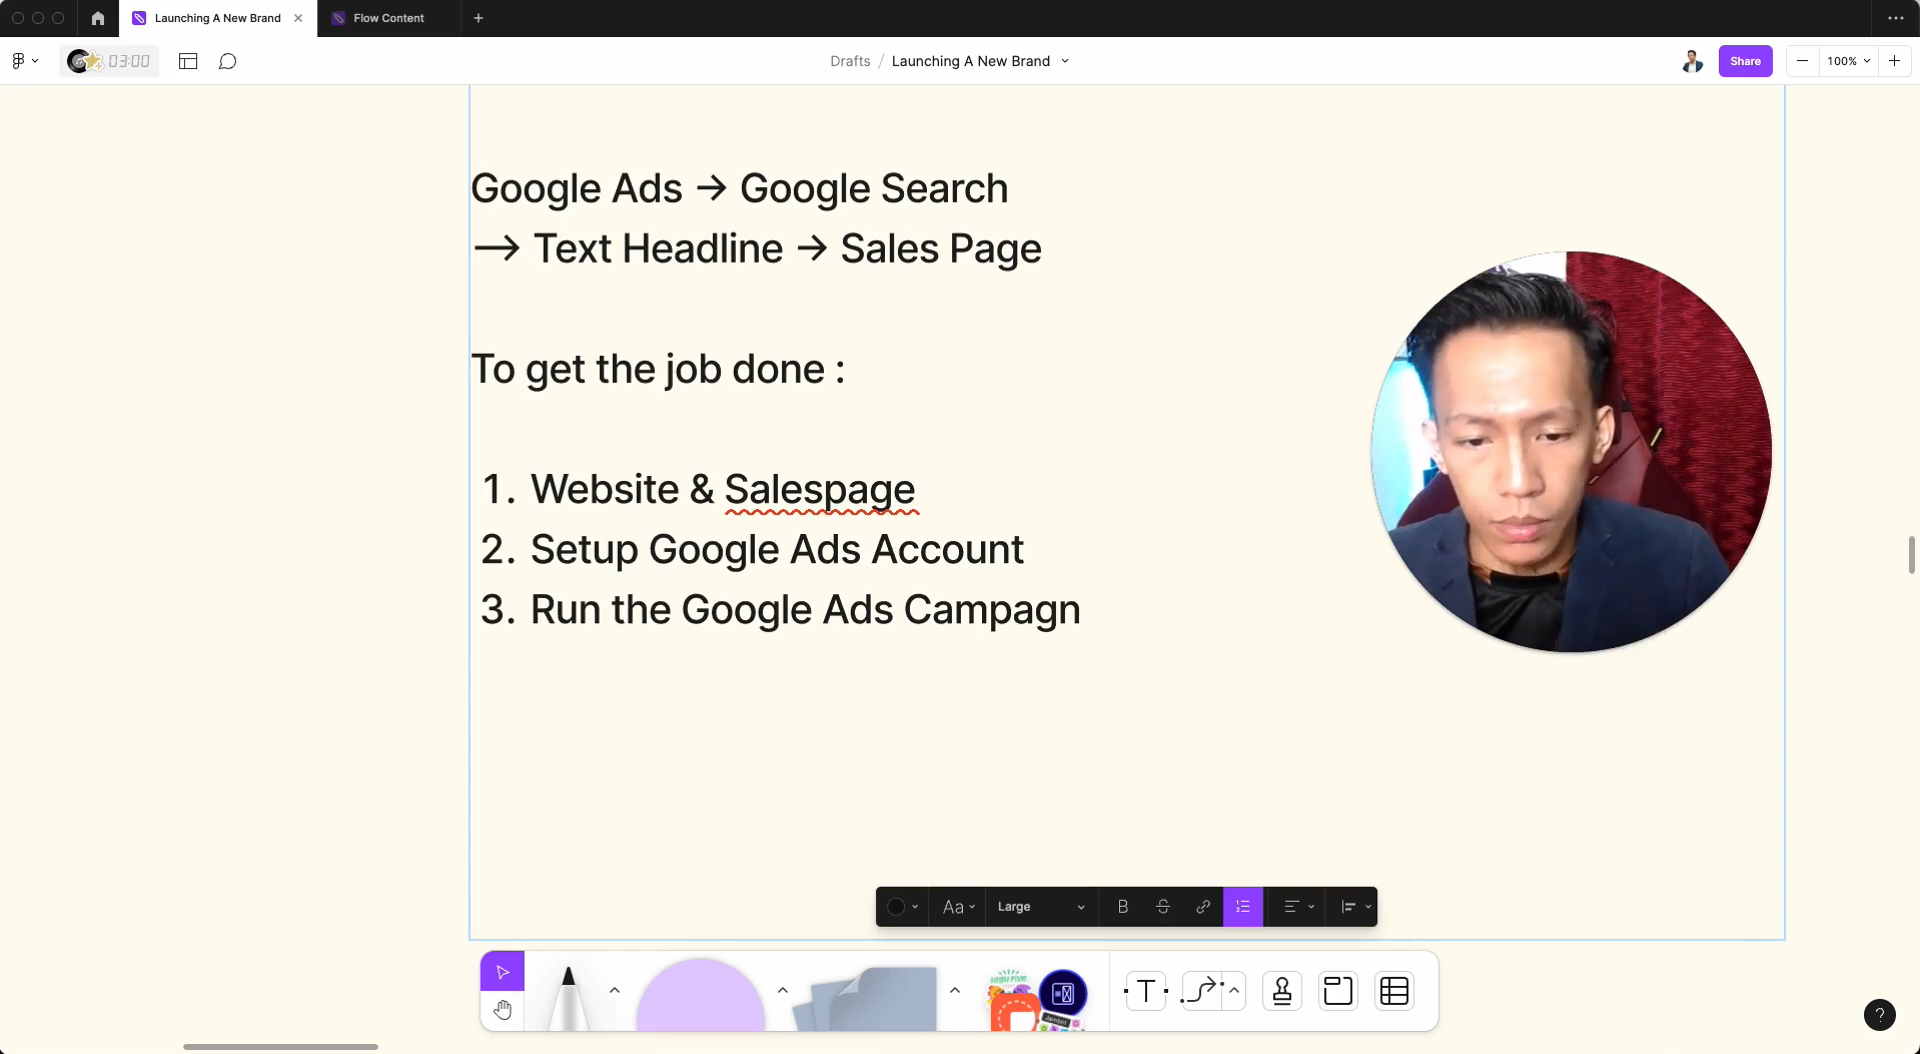 Launching A New Brand
Flow Content
03:00
Drafts / Launching A New Brand
Share
100%
Google Ads → Google Search
⟶ Text Headline → Sales Page
To get the job done :
1. Website & Salespage
2. Setup Google Ads Account
3. Run the Google Ads Campagn
Aa
Large
B
S
HIGH FIVE
T
?